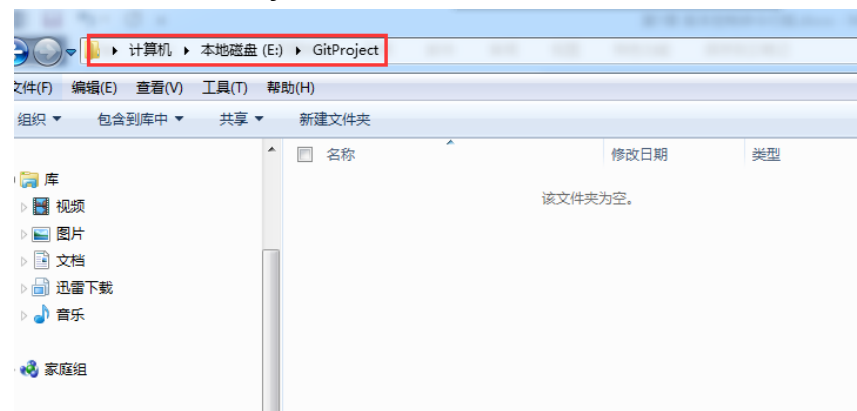 计算机 本地磁盘 (E:) GitProject
文件(F) 编辑(E) 查看(V) 工具(T) 帮助(H)
组织 包含到库中 共享 新建文件夹
名称 修改日期 类型
该文件夹为空。
库
视频
图片
文档
迅雷下载
音乐
家庭组